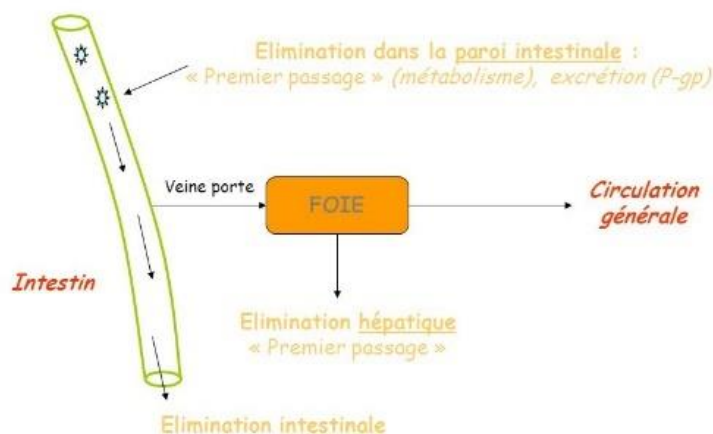 Elimination dans la paroi intestinale :
« Premier passage » (métabolisme), excrétion (P-gp)
Veine porte
FOIE
Circulation
générale
Intestin
Elimination hépatique
« Premier passage »
Elimination intestinale